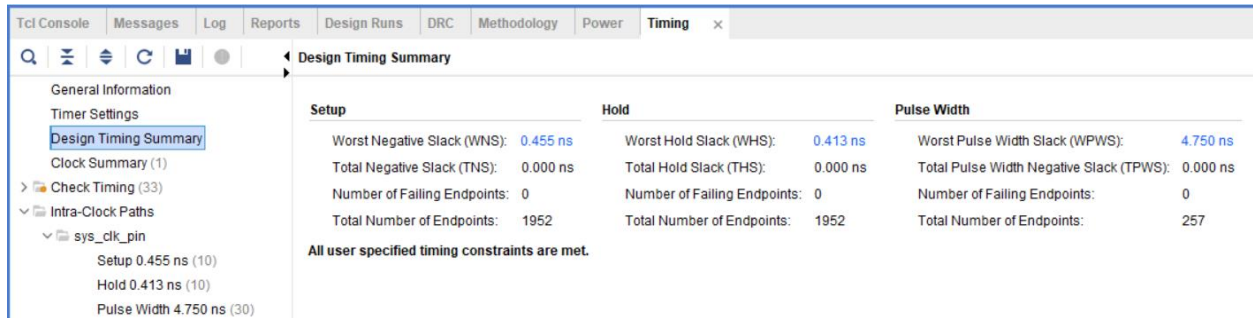 Tcl Console Messages Log Reports Design Runs DRC Methodology Power Timing ×
Design Timing Summary
General Information
Timer Settings
Design Timing Summary
Clock Summary (1)
Check Timing (33)
Intra-Clock Paths
sys_clk_pin
Setup 0.455 ns (10)
Hold 0.413 ns (10)
Pulse Width 4.750 ns (30)
Setup Hold Pulse Width
Worst Negative Slack (WNS): 0.455 ns Worst Hold Slack (WHS): 0.413 ns Worst Pulse Width Slack (WPWS): 4.750 ns
Total Negative Slack (TNS): 0.000 ns Total Hold Slack (THS): 0.000 ns Total Pulse Width Negative Slack (TPWS): 0.000 ns
Number of Failing Endpoints: 0 Number of Failing Endpoints: 0 Number of Failing Endpoints: 0
Total Number of Endpoints: 1952 Total Number of Endpoints: 1952 Total Number of Endpoints: 257
All user specified timing constraints are met.